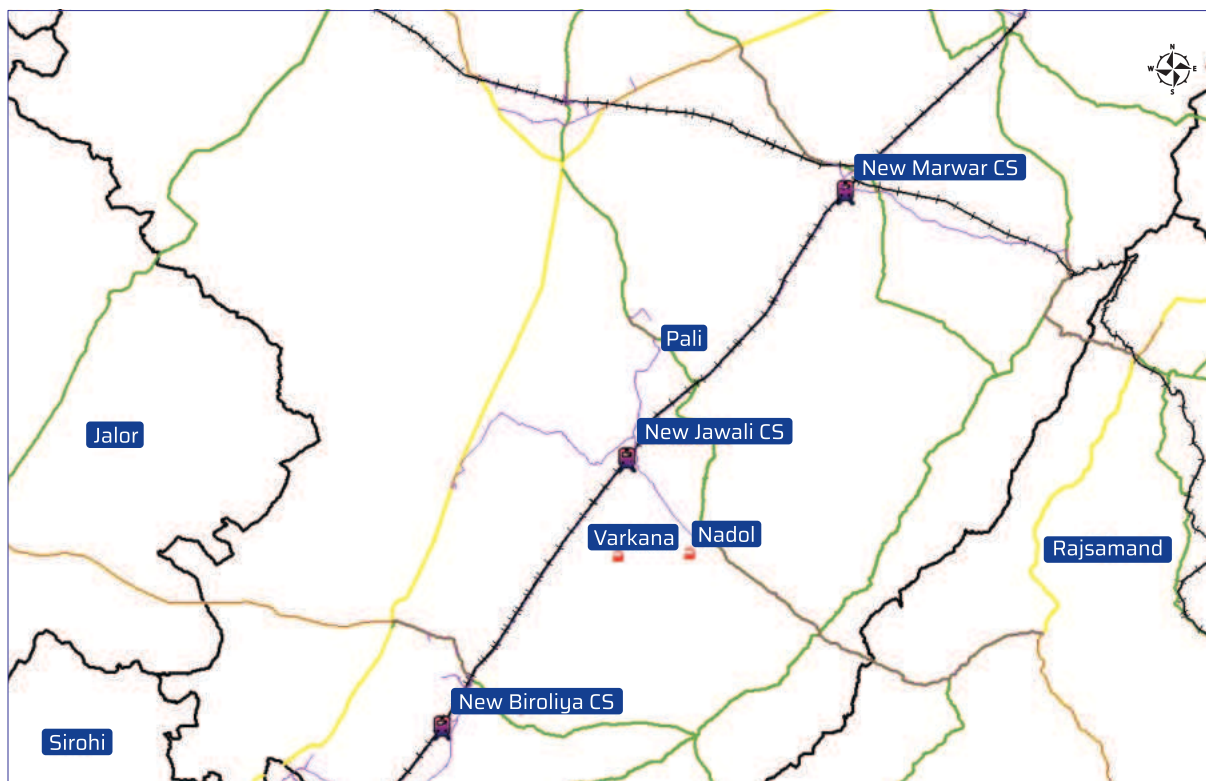 N
W E
S
New Marwar CS
Pali
Jalor
New Jawali CS
Varkana
Nadol
Rajsamand
New Biroliya CS
Sirohi